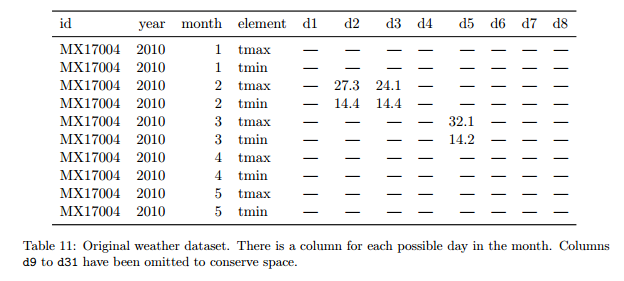 id year month element d1 d2 d3 d4 d5 d6 d7 d8
MX17004 2010 1 tmax — — — — — — — —
MX17004 2010 1 tmin — — — — — — — —
MX17004 2010 2 tmax — 27.3 24.1 — — — — —
MX17004 2010 2 tmin — 14.4 14.4 — — — — —
MX17004 2010 3 tmax — — — — 32.1 — — —
MX17004 2010 3 tmin — — — — 14.2 — — —
MX17004 2010 4 tmax — — — — — — — —
MX17004 2010 4 tmin — — — — — — — —
MX17004 2010 5 tmax — — — — — — — —
MX17004 2010 5 tmin — — — — — — — —
Table 11: Original weather dataset. There is a column for each possible day in the month. Columns
d9 to d31 have been omitted to conserve space.